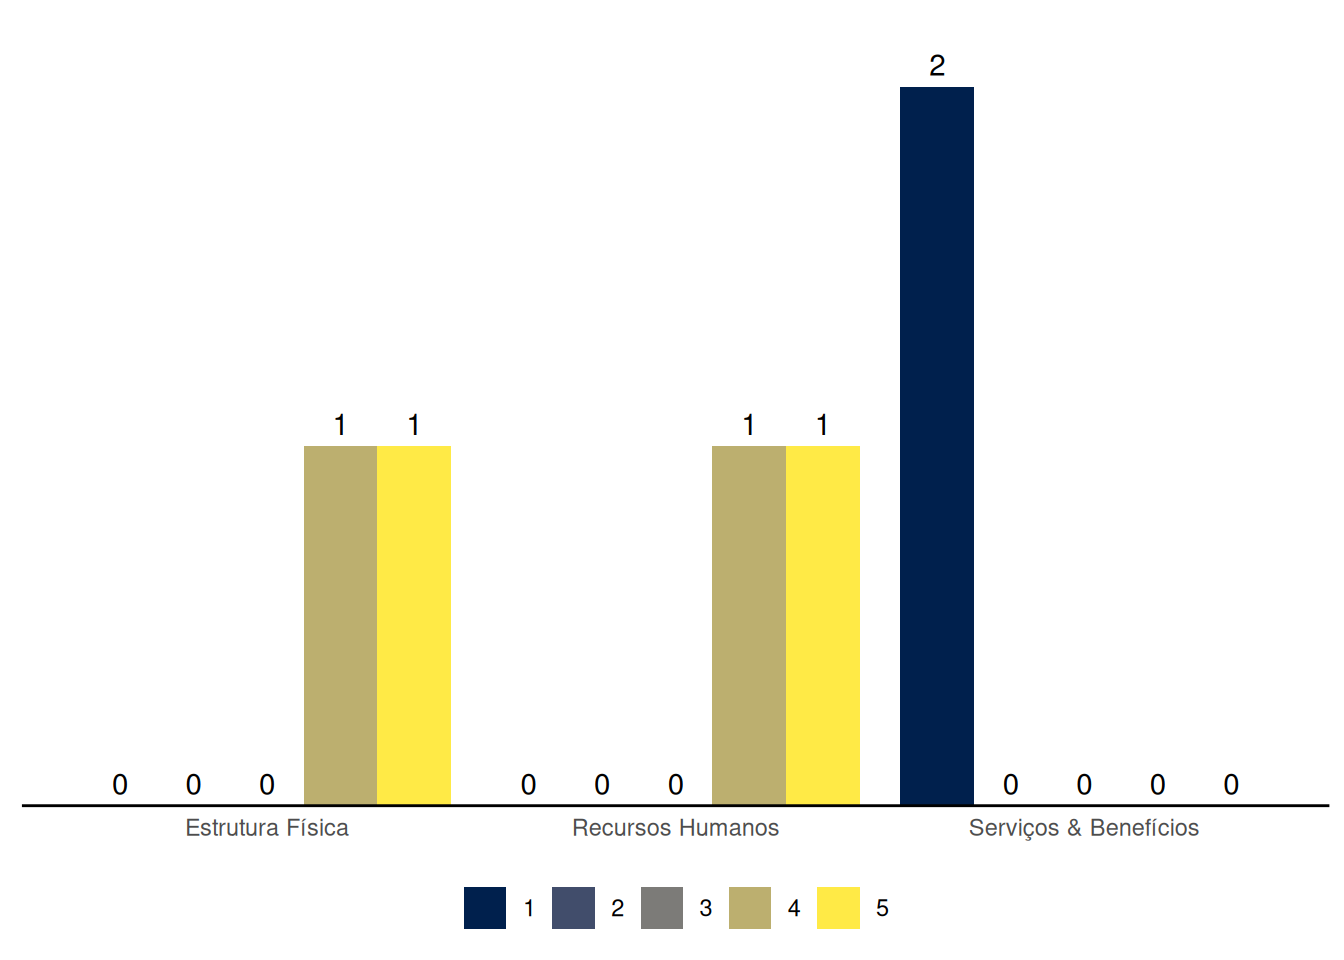 2
1 1 1 1
0 0 0 0 0 0 0 0 0 0
Estrutura Física Recursos Humanos Serviços & Benefícios
1 2 3 4 5